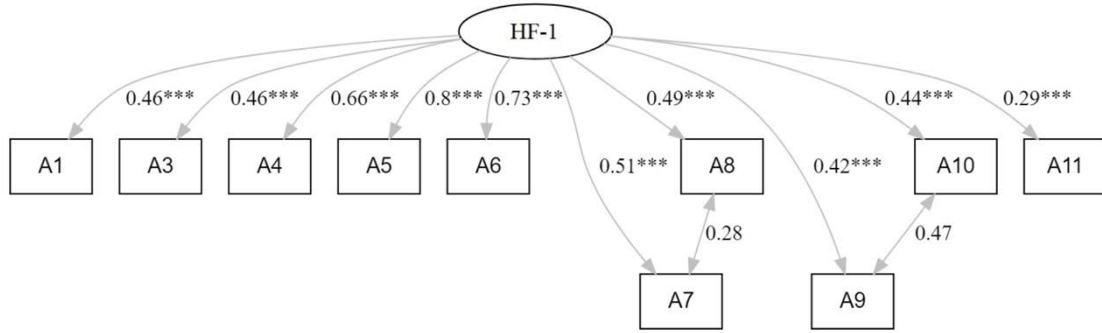 HF-1
0.46*** 0.46*** 0.66*** 0.8*** 0.73*** 0.49*** 0.44*** 0.29***
A1 A3 A4 A5 A6 0.51*** A8 0.42*** A10 A11
0.28 0.47
A7 A9